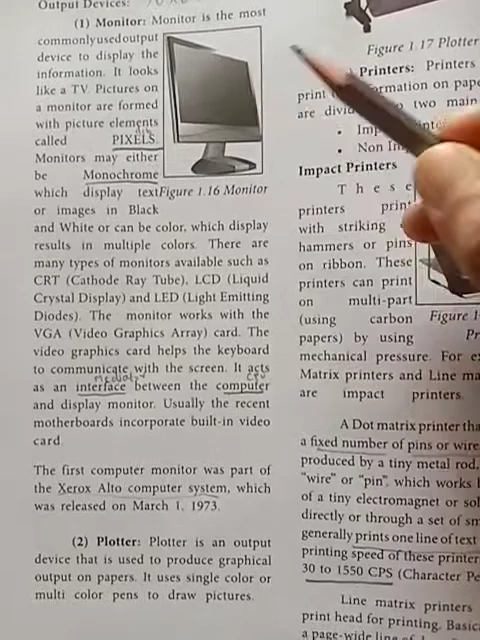 Output Devices:
(1) Monitor: Monitor is the most
commonly used output
device to display the
information. It looks
like a TV. Pictures on
a monitor are formed
with picture elements
called PIXELS.
Monitors may either
be Monochrome
which display text
or images in Black
Figure 1.16 Monitor
and White or can be color, which display
results in multiple colors. There are
many types of monitors available such as
CRT (Cathode Ray Tube), LCD (Liquid
Crystal Display) and LED (Light Emitting
Diodes). The monitor works with the
VGA (Video Graphics Array) card. The
video graphics card helps the keyboard
to communicate with the screen. It acts
as an interface between the computer
and display monitor. Usually the recent
motherboards incorporate built-in video
card.
The first computer monitor was part of
the Xerox Alto computer system, which
was released on March 1, 1973.
(2) Plotter: Plotter is an output
device that is used to produce graphical
output on papers. It uses single color or
multi color pens to draw pictures.
Figure 1.17 Plotter
Printers: Printers
print on
are two main
•
• Non
Impact Printers
These
printers
with striking
hammers or pins
on ribbon. These
printers can print
on multi-part
(using carbon
papers) by using
mechanical pressure. For
Matrix printers and Line
are impact printers.
A Dot matrix printer
a fixed number of pins or
produced by a tiny metal rod,
"wire" or "pin", which works
of a tiny electromagnet or
directly or through a set of
generally prints one line of text
printing speed of these
30 to 1550 CPS (Character
Line matrix printers
print head for printing.
a page-wide line of